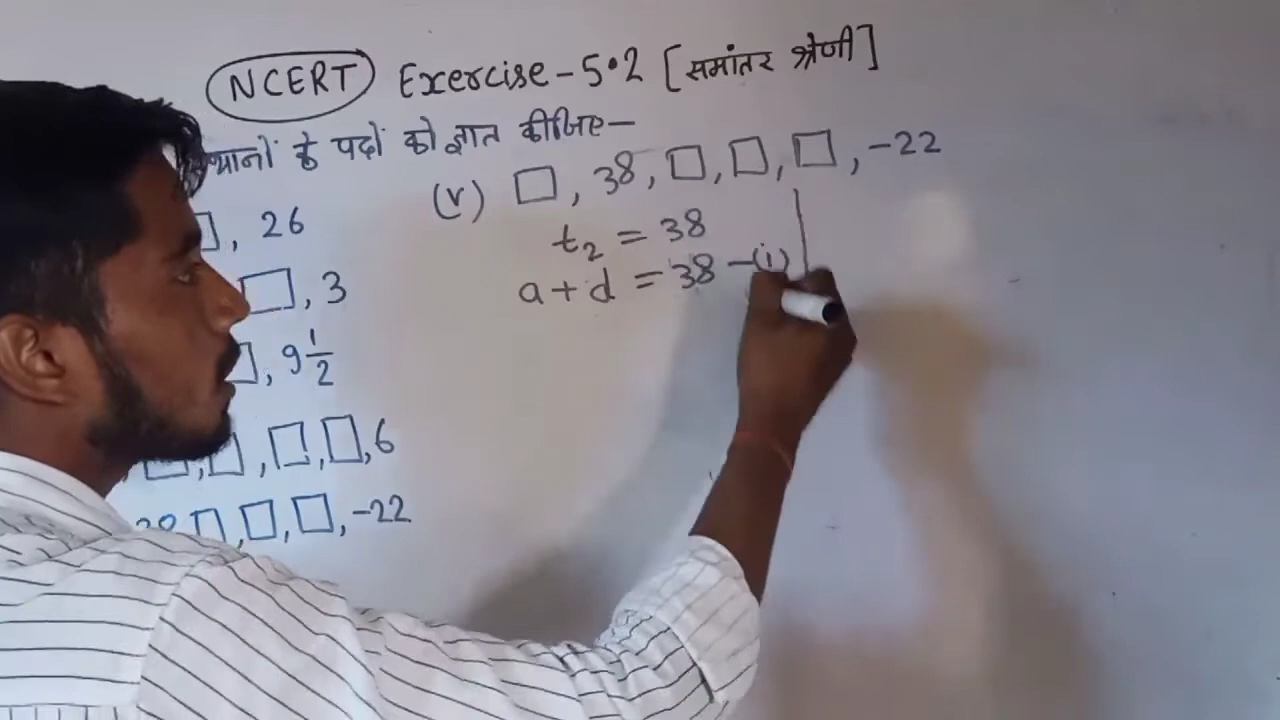 NCERT Exercise-5.2 [समांतर श्रेणी]
के पदों को ज्ञात कीजिए-
(v) □, 38, □, □, □, -22
□, 26
t₂ = 38
□, 3
a+d = 38 -(i)
□, 9 1/2
□, □, □, □, 6
□, □, □, -22